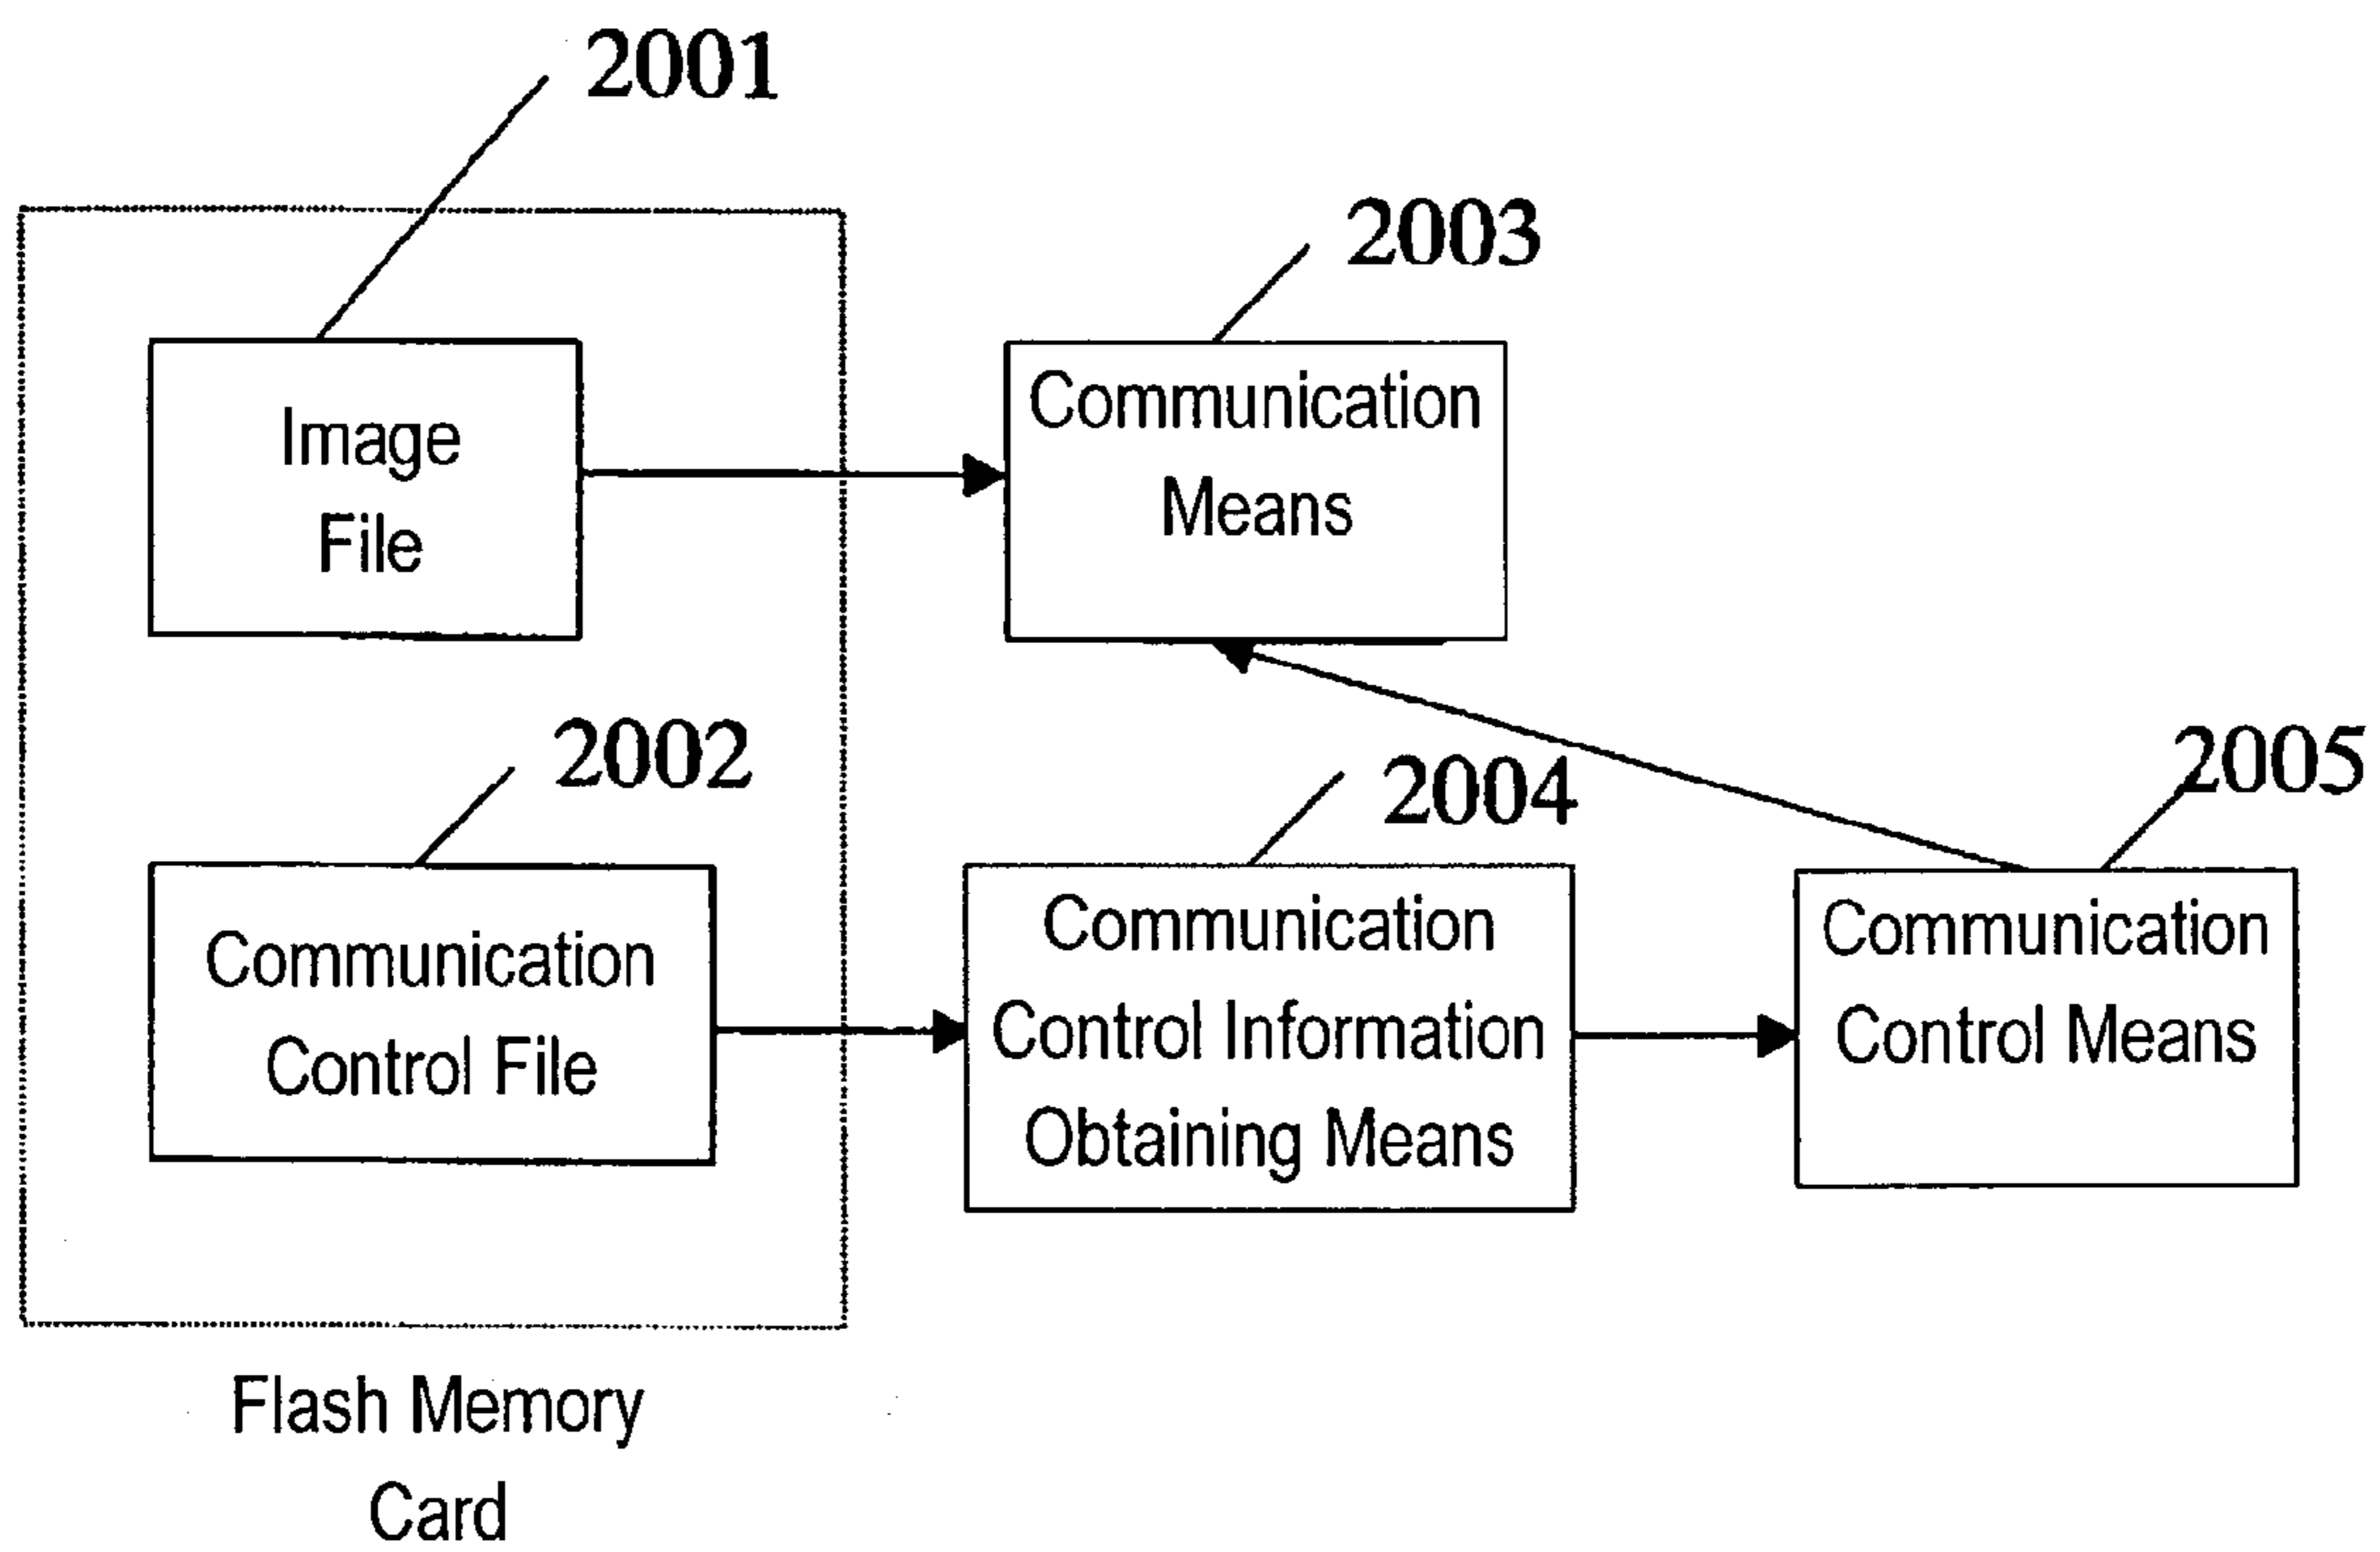 2001
2003
Image
File
Communication
Means
2002
2004
2005
Communication
Control File
Communication
Control Information
Obtaining Means
Communication
Control Means
Flash Memory
Card